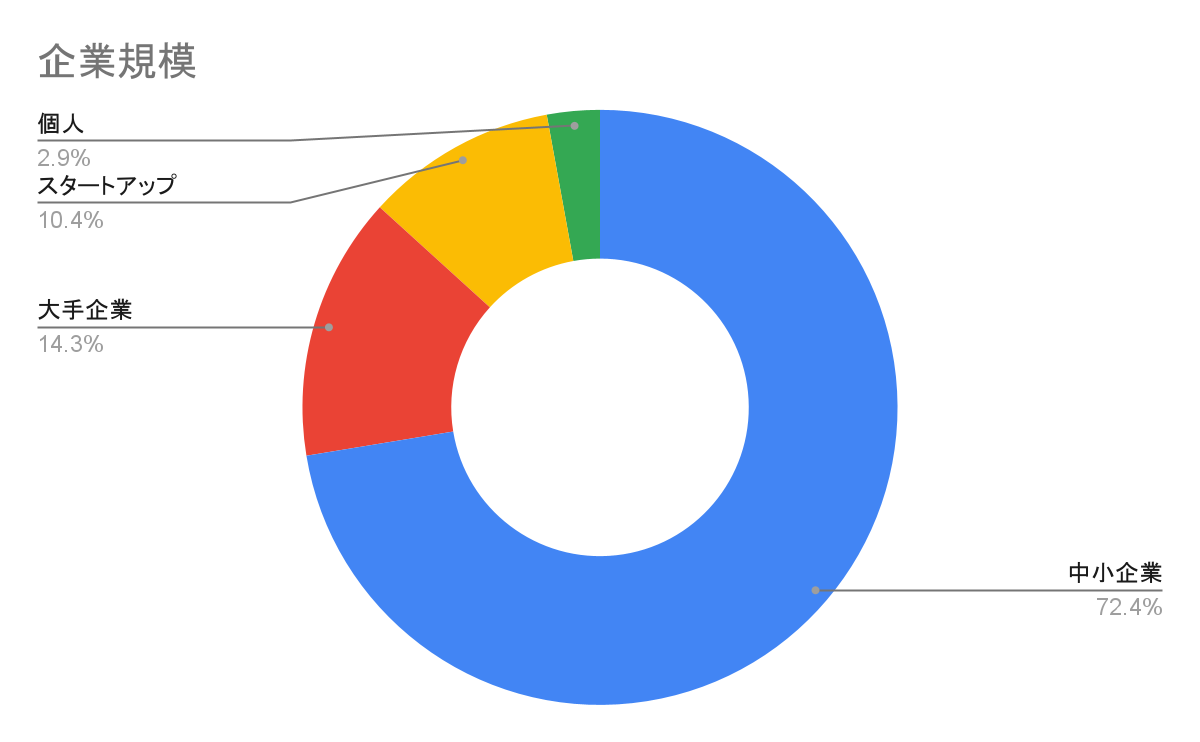 企業規模
個人
2.9%
スタートアップ
10.4%
大手企業
14.3%
中小企業
72.4%